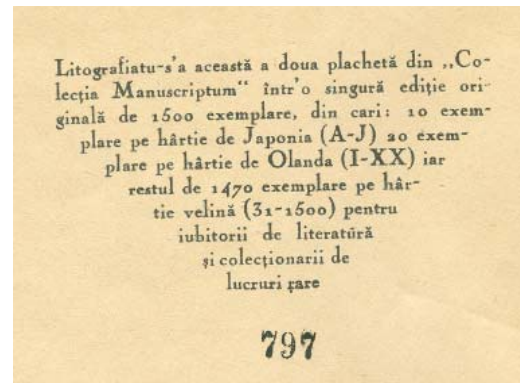 Litografiatu-s'a această a doua plachetă din ,,Co-
lecția Manuscriptum“ într'o singură ediție ori-
ginală de 1500 exemplare, din cari: 10 exem-
plare pe hârtie de Japonia (A-J) 20 exem-
plare pe hârtie de Olanda (I-XX) iar
restul de 1470 exemplare pe hâr-
tie velină (31-1500) pentru
iubitorii de literatúră
și colecționarii de
lucruri rare
797